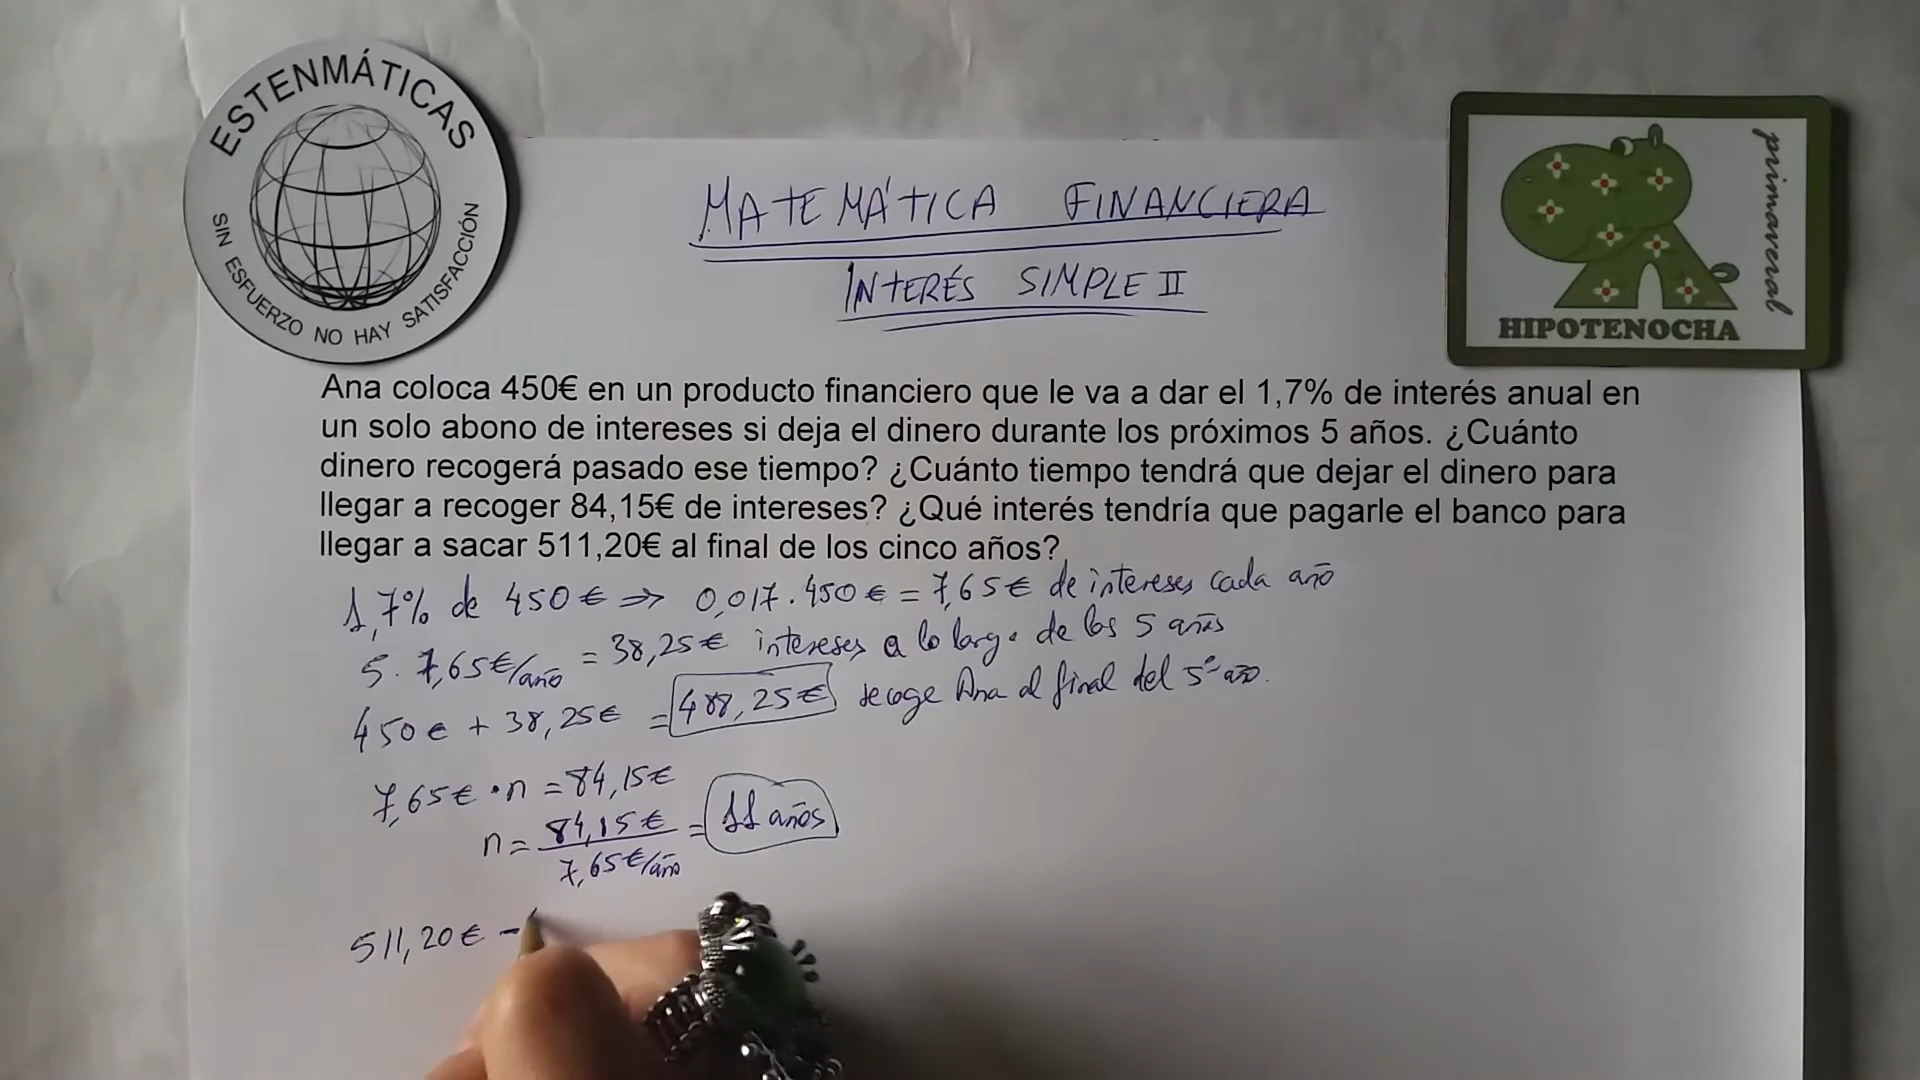 ESTENMÁTICAS
SIN ESFUERZO NO HAY SATISFACCIÓN
MATEMÁTICA FINANCIERA
INTERÉS SIMPLE II
primaveral
HIPOTENOCHA
Ana coloca 450€ en un producto financiero que le va a dar el 1,7% de interés anual en
un solo abono de intereses si deja el dinero durante los próximos 5 años. ¿Cuánto
dinero recogerá pasado ese tiempo? ¿Cuánto tiempo tendrá que dejar el dinero para
llegar a recoger 84,15€ de intereses? ¿Qué interés tendría que pagarle el banco para
llegar a sacar 511,20€ al final de los cinco años?
1,7% de 450€ => 0,017 · 450€ = 7,65€ de intereses cada año
5 · 7,65€/año = 38,25€ intereses a lo largo de los 5 años
450€ + 38,25€ = 488,25€ recoge Ana al final del 5º año.
7,65€ · n = 84,15€
n = 84,15€ / 7,65€/año = 11 años
511,20€ -